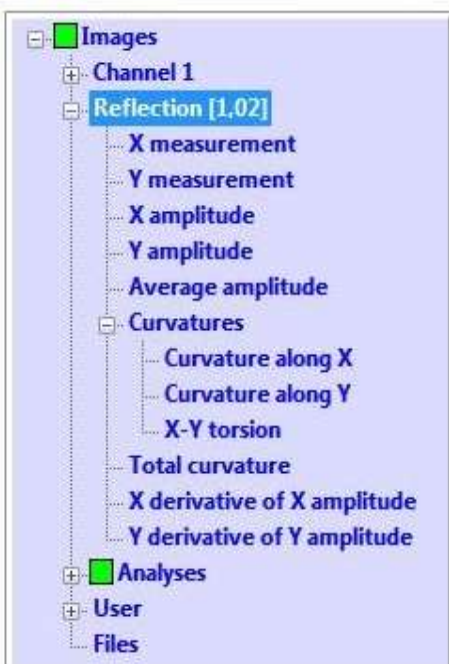 Images
Channel 1
Reflection [1,02]
X measurement
Y measurement
X amplitude
Y amplitude
Average amplitude
Curvatures
Curvature along X
Curvature along Y
X-Y torsion
Total curvature
X derivative of X amplitude
Y derivative of Y amplitude
Analyses
User
Files